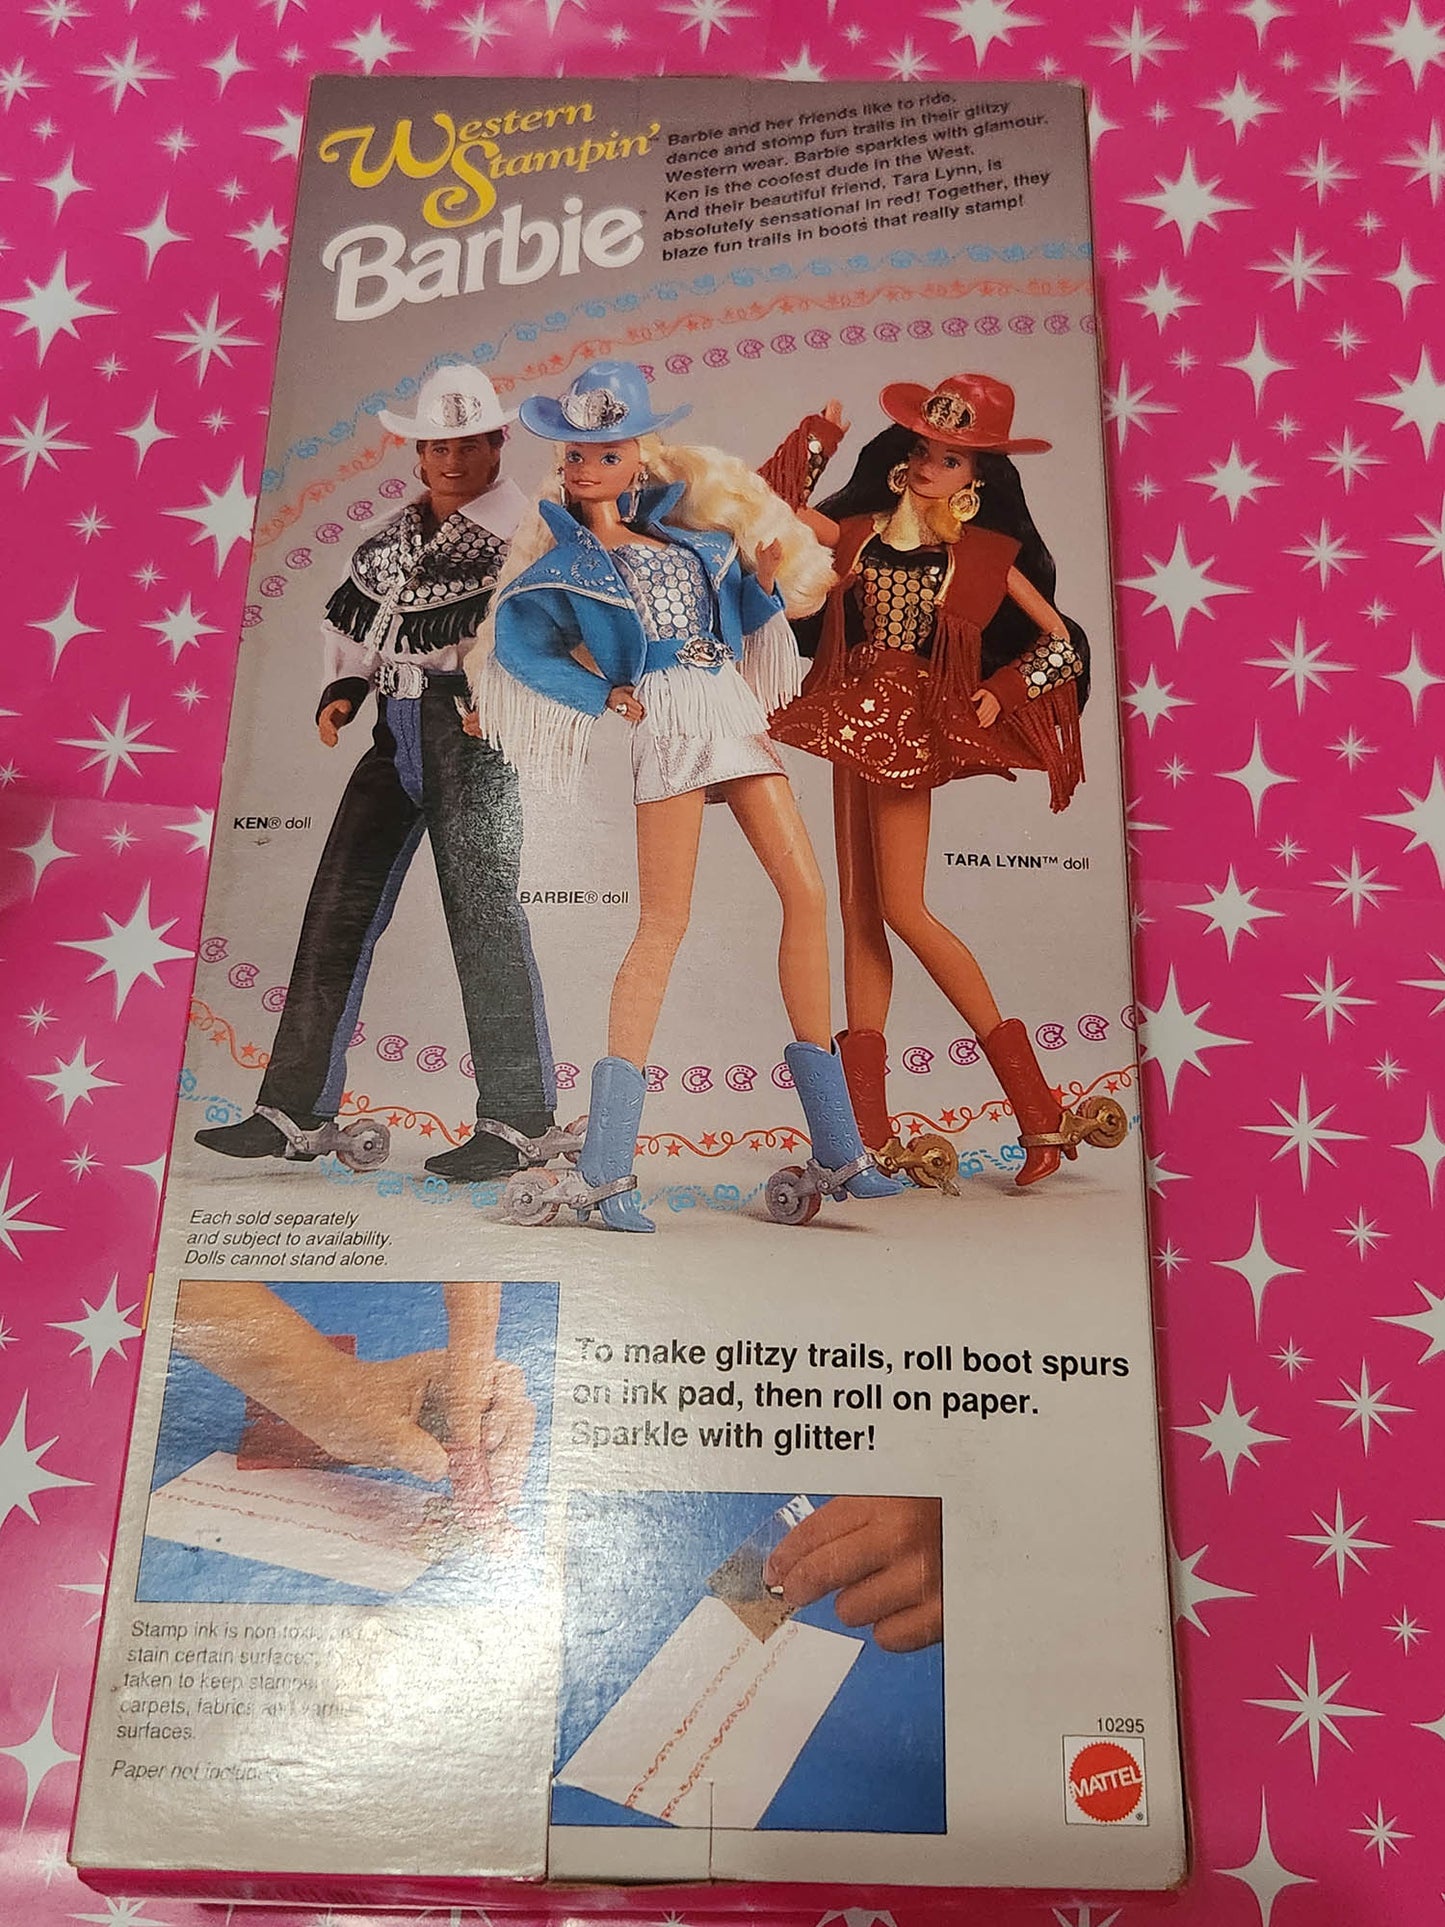 Western
Stampin'™
Barbie®
Barbie and her friends like to ride,
dance and stomp fun trails in their glitzy
Western wear. Barbie sparkles with glamour.
Ken is the coolest dude in the West.
And their beautiful friend, Tara Lynn, is
absolutely sensational in red! Together, they
blaze fun trails in boots that really stamp!
KEN® doll
BARBIE® doll
TARA LYNN™ doll
Each sold separately
and subject to availability.
Dolls cannot stand alone.
To make glitzy trails, roll boot spurs
on ink pad, then roll on paper.
Sparkle with glitter!
Stamp ink is non toxic
stain certain surfaces,
taken to keep
carpets, fabrics
surfaces.
Paper not included.
10295
MATTEL
®